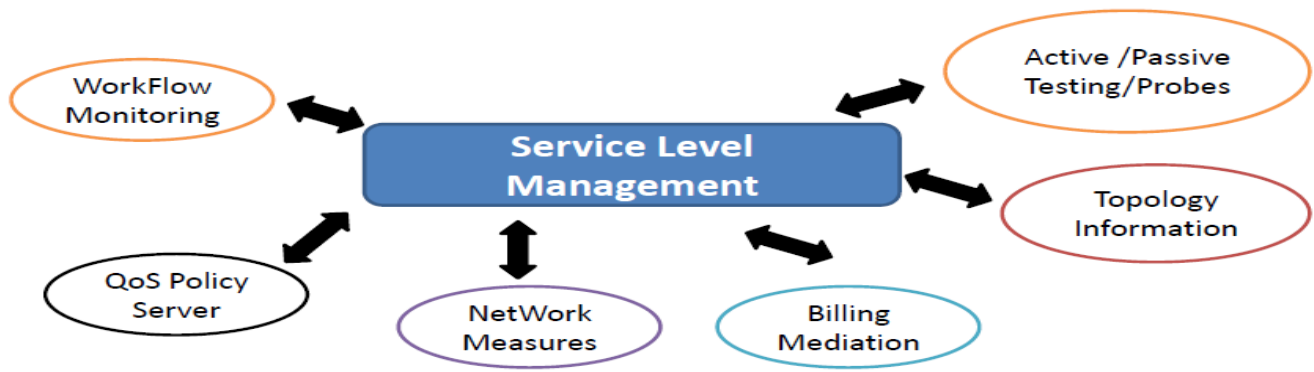 WorkFlow
Monitoring
Active /Passive
Testing/Probes
Service Level
Management
Topology
Information
QoS Policy
Server
NetWork
Measures
Billing
Mediation